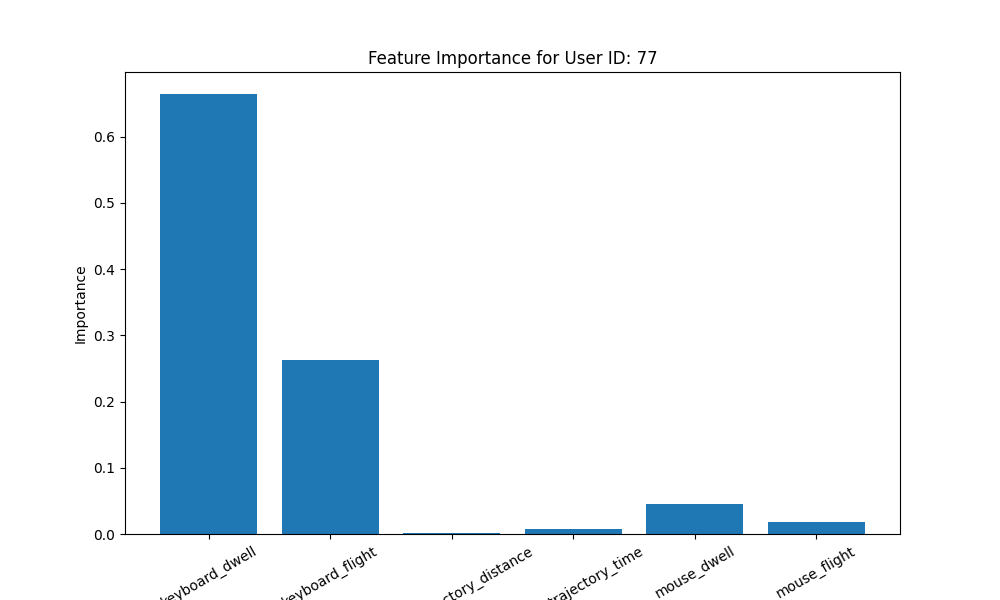 Feature Importance for User ID: 77
Importance
0.6
0.5
0.4
0.3
0.2
0.1
0.0
keyboard_dwell
keyboard_flight
ctory_distance
trajectory_time
mouse_dwell
mouse_flight